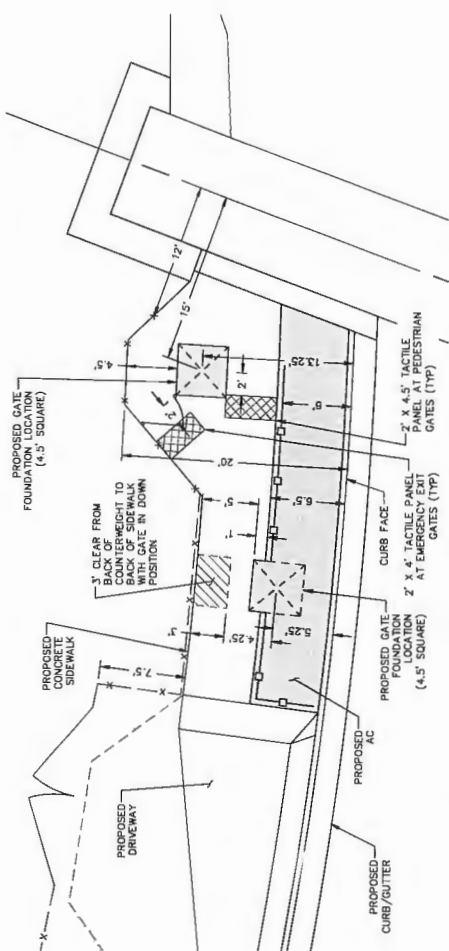 PROPOSED GATE
FOUNDATION LOCATION
(4.5' SQUARE)
3' CLEAR FROM
BACK OF
COUNTERWEIGHT TO
BACK OF SIDEWALK
WITH GATE IN DOWN
POSITION
PROPOSED
CONCRETE
SIDEWALK
PROPOSED
DRIVEWAY
7.5'
3'
4.25'
5.25'
5'
1'
6.5'
20'
2'
4.5'
2'
12'
15'
13.25'
6'
2' X 4.5' TACTILE
PANEL AT PEDESTRIAN
GATES (TYP)
2' X 4' TACTILE PANEL
AT EMERGENCY EXIT
GATES (TYP)
CURB FACE
PROPOSED GATE
FOUNDATION
LOCATION
(4.5' SQUARE)
PROPOSED
AC
PROPOSED
CURB/GUTTER